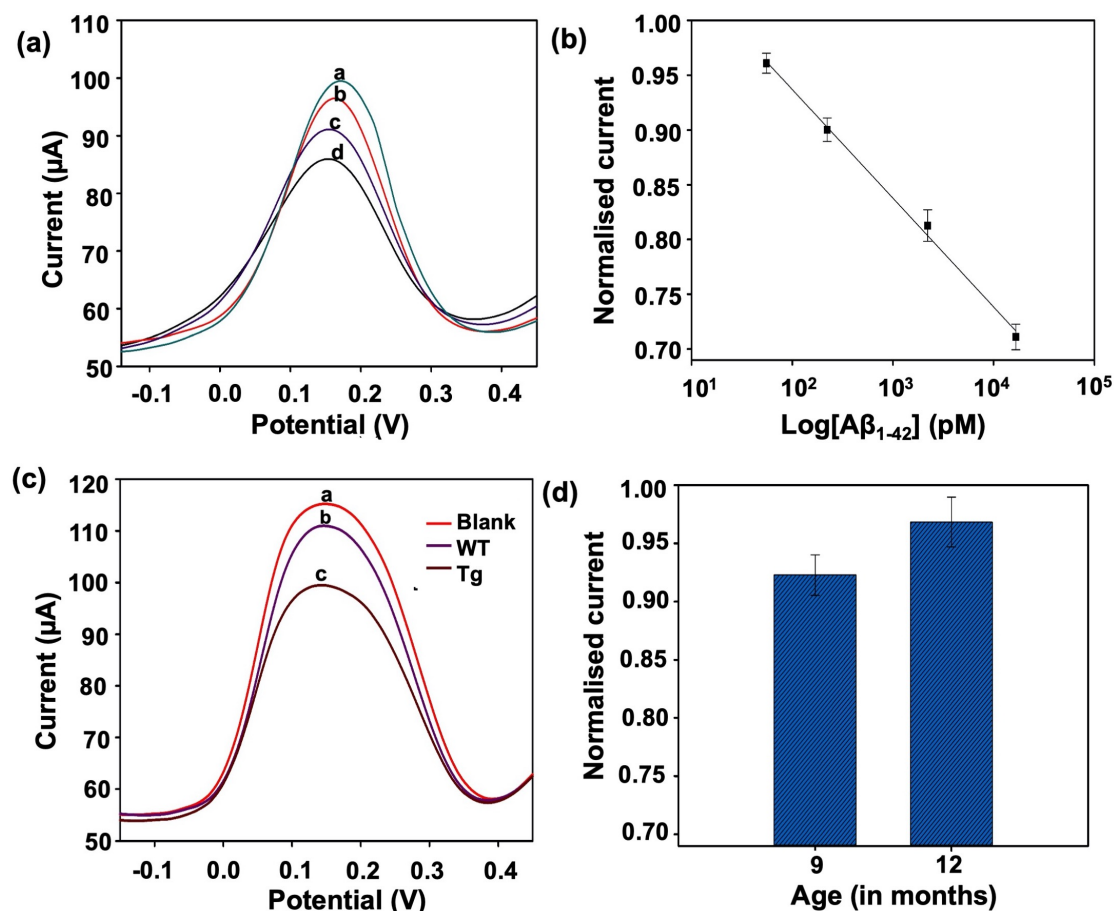 (a)
110
100
90
80
70
60
50
a
b
c
d
-0.1
0.0
0.1
0.2
0.3
0.4
Current (µA)
Potential (V)
(b)
1.00
0.95
0.90
0.85
0.80
0.75
0.70
10¹
10²
10³
10⁴
10⁵
Normalised current
Log[Aβ₁₋₄₂] (pM)
(c)
120
110
100
90
80
70
60
50
a
b
c
Blank
WT
Tg
-0.1
0.0
0.1
0.2
0.3
0.4
Current (µA)
Potential (V)
(d)
1.00
0.95
0.90
0.85
0.80
0.75
0.70
9
12
Normalised current
Age (in months)